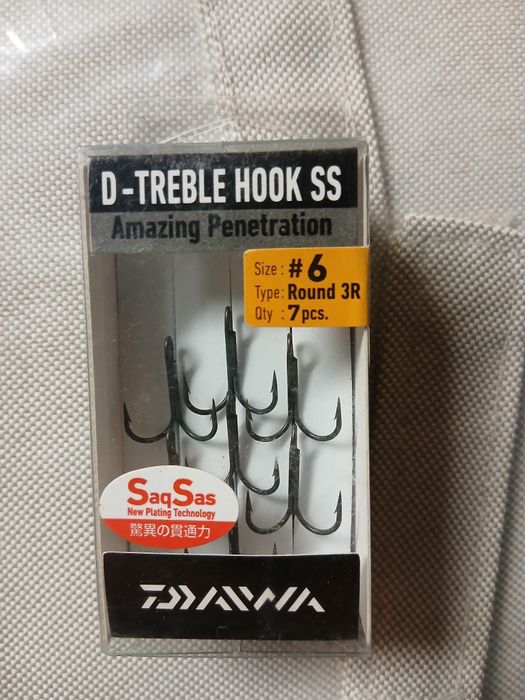 D-TREBLE HOOK SS
Amazing Penetration
Size : #6
Type: Round 3R
Qty : 7pcs.
SaqSas
New Plating Technology
驚異の貫通力
DAIWA